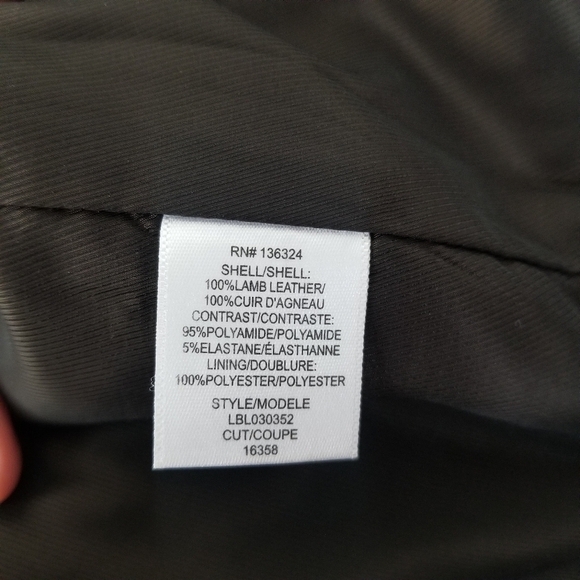 RN# 136324
SHELL/SHELL:
100%LAMB LEATHER/
100%CUIR D'AGNEAU
CONTRAST/CONTRASTE:
95%POLYAMIDE/POLYAMIDE
5%ELASTANE/ÉLASTHANNE
LINING/DOUBLURE:
100%POLYESTER/POLYESTER
STYLE/MODELE
LBL030352
CUT/COUPE
16358